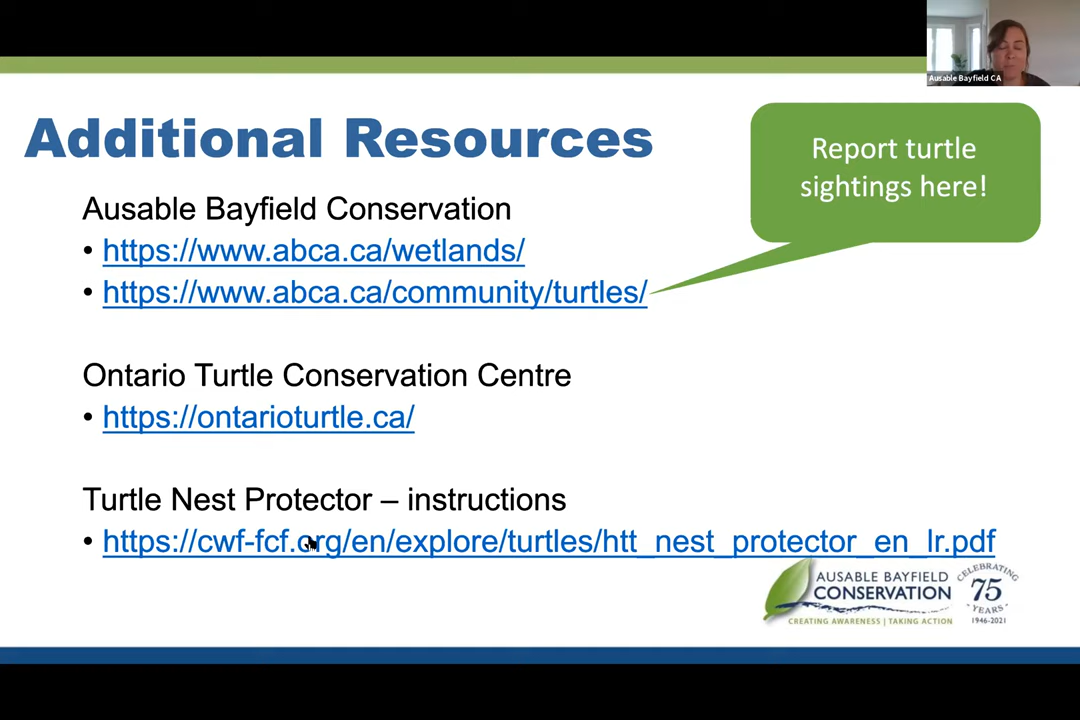 Ausable Bayfield CA
Additional Resources
Report turtle
sightings here!
Ausable Bayfield Conservation
• https://www.abca.ca/wetlands/
• https://www.abca.ca/community/turtles/
Ontario Turtle Conservation Centre
• https://ontarioturtle.ca/
Turtle Nest Protector – instructions
• https://cwf-fcf.org/en/explore/turtles/htt_nest_protector_en_lr.pdf
AUSABLE BAYFIELD
CONSERVATION
CREATING AWARENESS | TAKING ACTION
CELEBRATING
75
- YEARS -
1946-2021